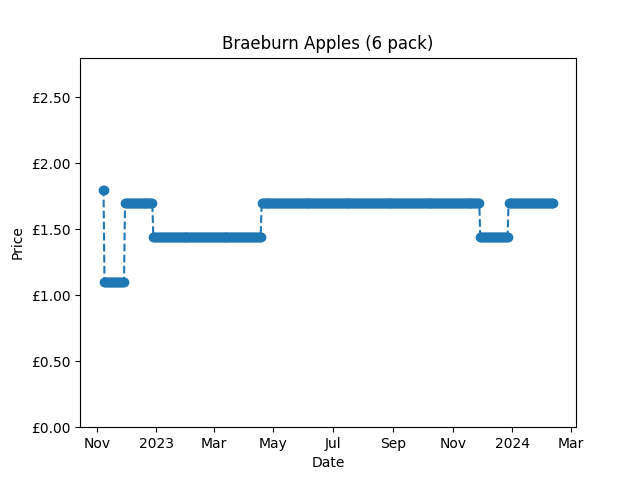 Braeburn Apples (6 pack)
£2.50
£2.00
£1.50
£1.00
£0.50
£0.00
Price
Nov 2023 Mar May Jul Sep Nov 2024 Mar
Date